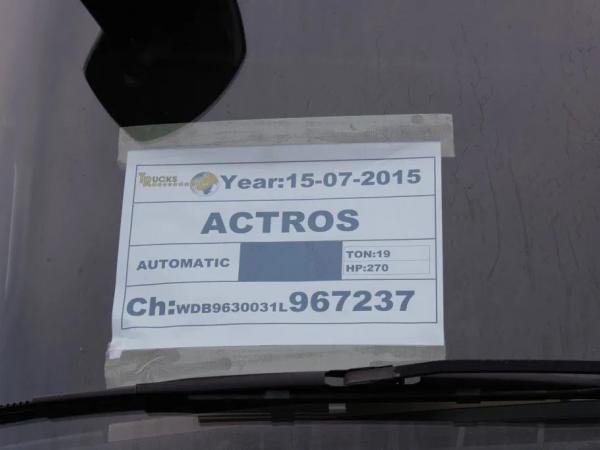 TRUCKS
Year:15-07-2015
ACTROS
AUTOMATIC
TON:19
HP:270
Ch:WDB9630031L967237